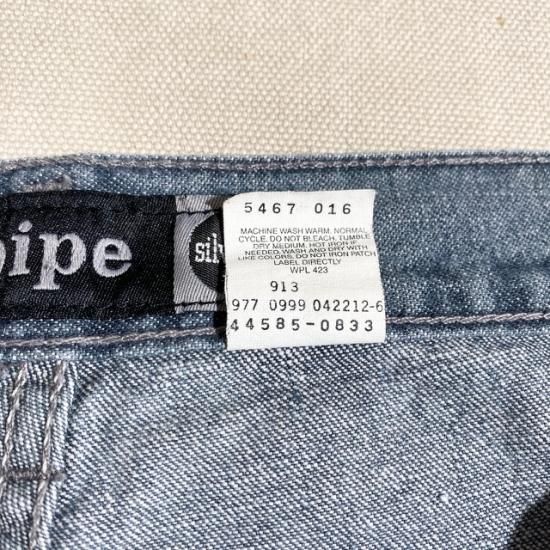 pipe
silv
5467 016
MACHINE WASH WARM. NORMAL
CYCLE. DO NOT BLEACH. TUMBLE
DRY MEDIUM. HOT IRON IF
NEEDED. WASH AND DRY WITH
LIKE COLORS. DO NOT IRON PATCH
LABEL DIRECTLY
WPL 423
913
977 0999 042212-6
44585-0833